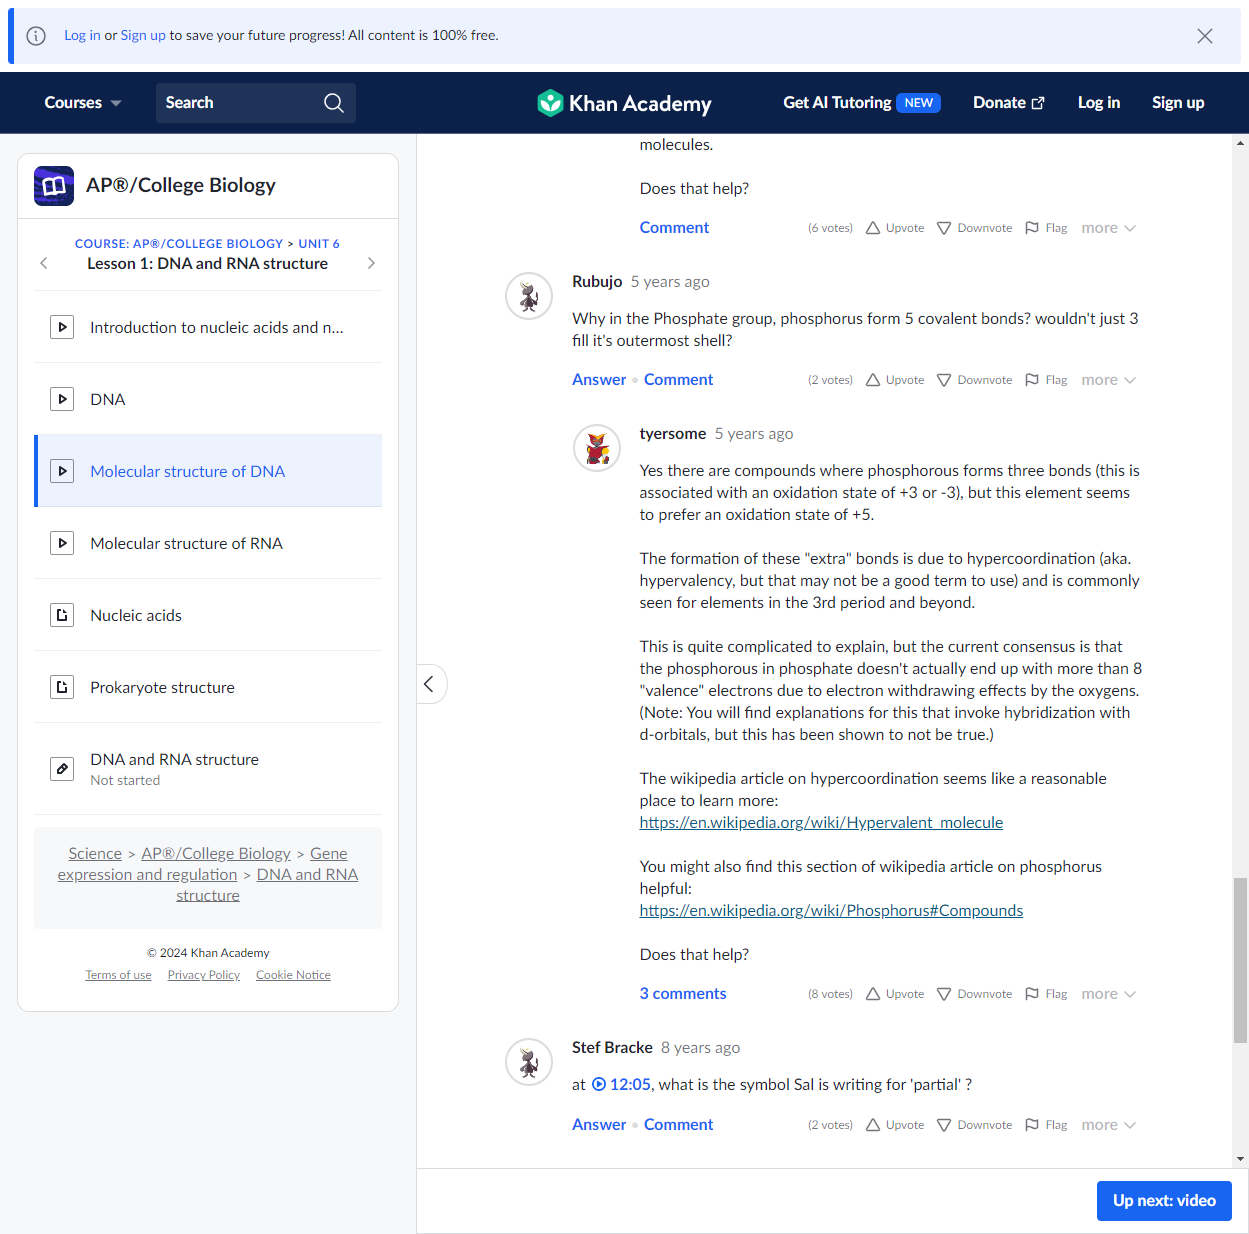 Log in or Sign up to save your future progress! All content is 100% free.
Courses
Search
Khan Academy
Get AI Tutoring NEW
Donate
Log in
Sign up
AP®/College Biology
COURSE: AP®/COLLEGE BIOLOGY > UNIT 6
Lesson 1: DNA and RNA structure
Introduction to nucleic acids and n...
DNA
Molecular structure of DNA
Molecular structure of RNA
Nucleic acids
Prokaryote structure
DNA and RNA structure
Not started
Science > AP®/College Biology > Gene
expression and regulation > DNA and RNA
structure
© 2024 Khan Academy
Terms of use Privacy Policy Cookie Notice
molecules.
Does that help?
Comment (6 votes) Upvote Downvote Flag more
Rubujo 5 years ago
Why in the Phosphate group, phosphorus form 5 covalent bonds? wouldn't just 3
fill it's outermost shell?
Answer • Comment (2 votes) Upvote Downvote Flag more
tyersome 5 years ago
Yes there are compounds where phosphorous forms three bonds (this is
associated with an oxidation state of +3 or -3), but this element seems
to prefer an oxidation state of +5.
The formation of these "extra" bonds is due to hypercoordination (aka.
hypervalency, but that may not be a good term to use) and is commonly
seen for elements in the 3rd period and beyond.
This is quite complicated to explain, but the current consensus is that
the phosphorous in phosphate doesn't actually end up with more than 8
"valence" electrons due to electron withdrawing effects by the oxygens.
(Note: You will find explanations for this that invoke hybridization with
d-orbitals, but this has been shown to not be true.)
The wikipedia article on hypercoordination seems like a reasonable
place to learn more:
https://en.wikipedia.org/wiki/Hypervalent_molecule
You might also find this section of wikipedia article on phosphorus
helpful:
https://en.wikipedia.org/wiki/Phosphorus#Compounds
Does that help?
3 comments (8 votes) Upvote Downvote Flag more
Stef Bracke 8 years ago
at 12:05, what is the symbol Sal is writing for 'partial' ?
Answer • Comment (2 votes) Upvote Downvote Flag more
Up next: video